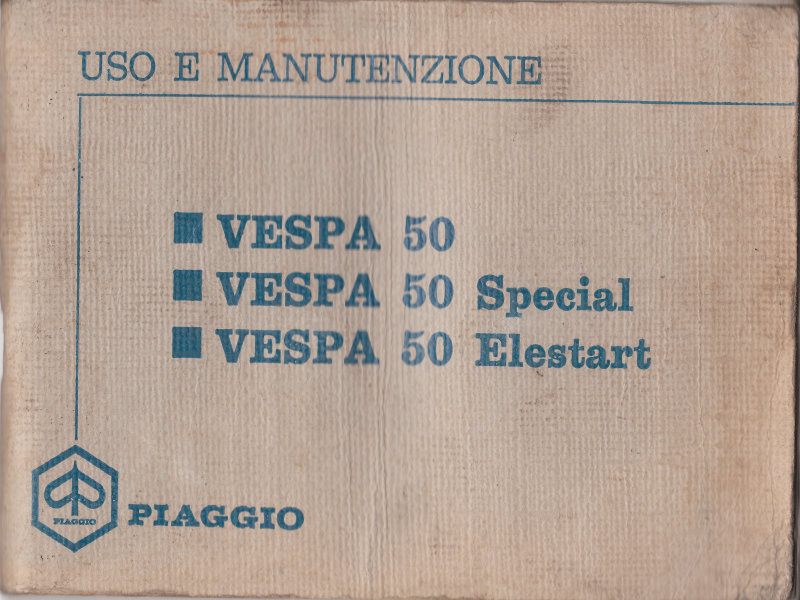 USO E MANUTENZIONE
VESPA 50
VESPA 50 Special
VESPA 50 Elestart
PIAGGIO
PIAGGIO